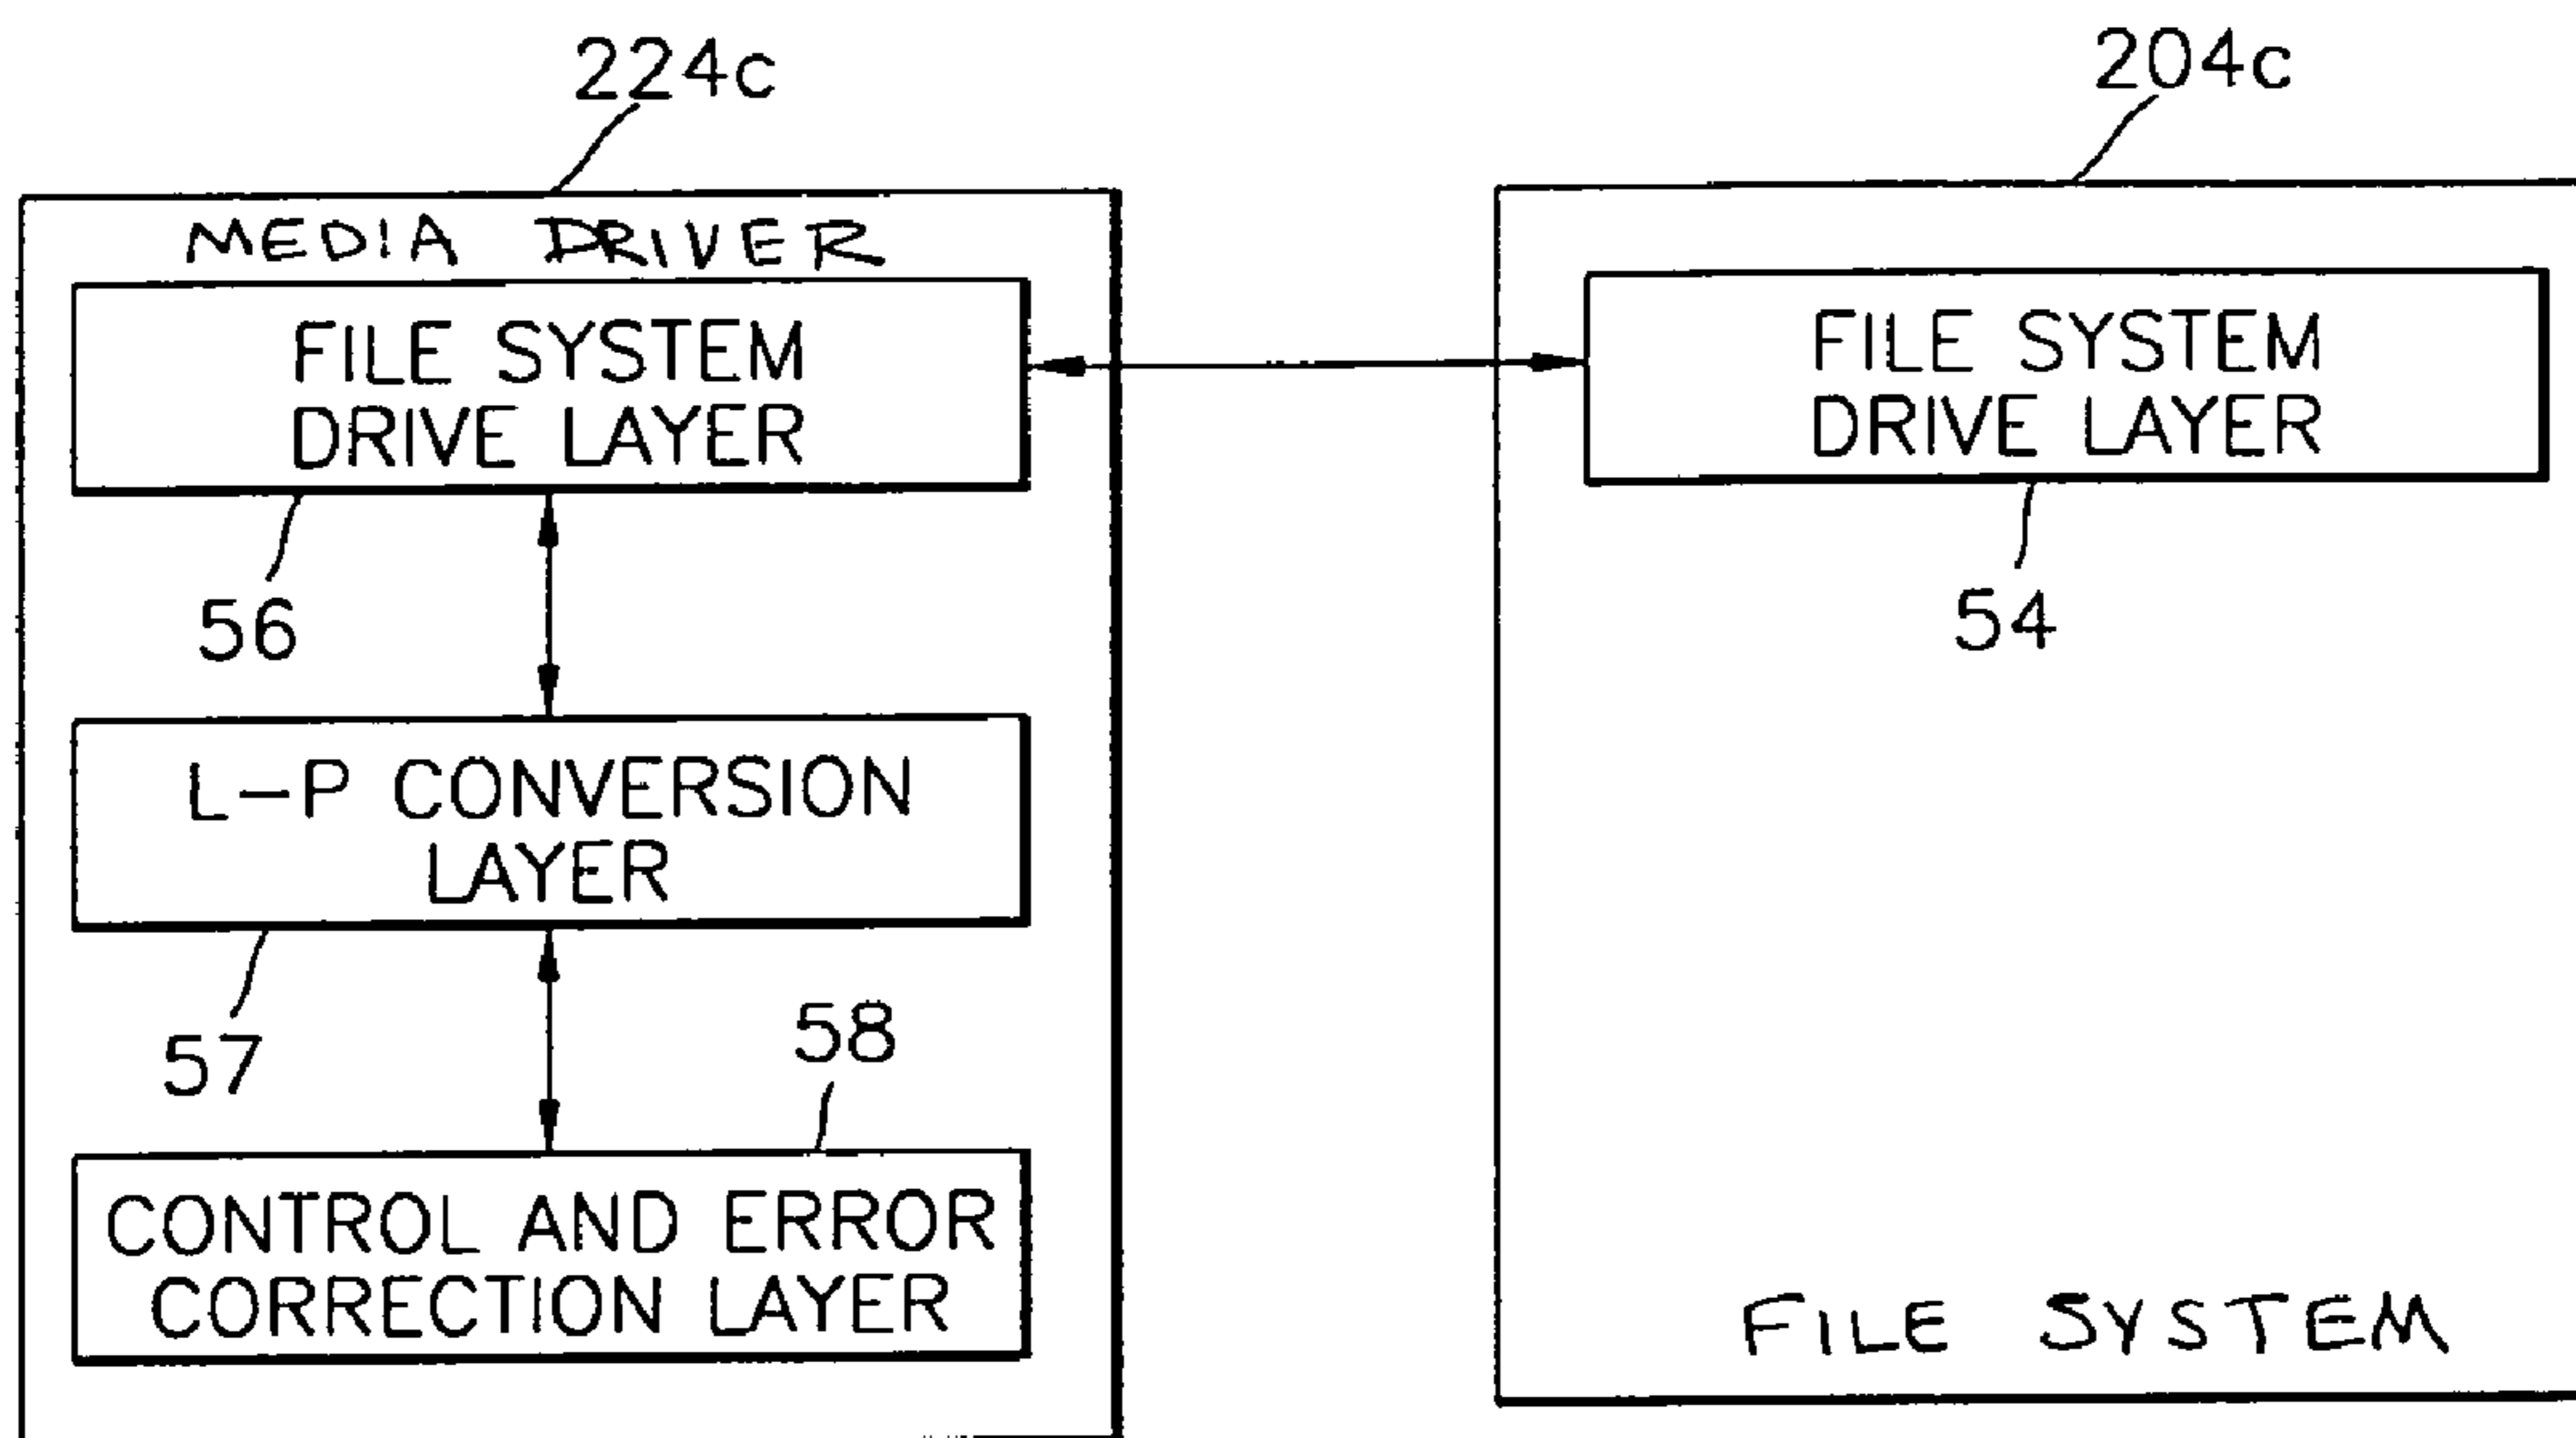 224c
204c
MEDIA DRIVER
FILE SYSTEM
DRIVE LAYER
56
L-P CONVERSION
LAYER
57
58
CONTROL AND ERROR
CORRECTION LAYER
FILE SYSTEM
DRIVE LAYER
54
FILE SYSTEM